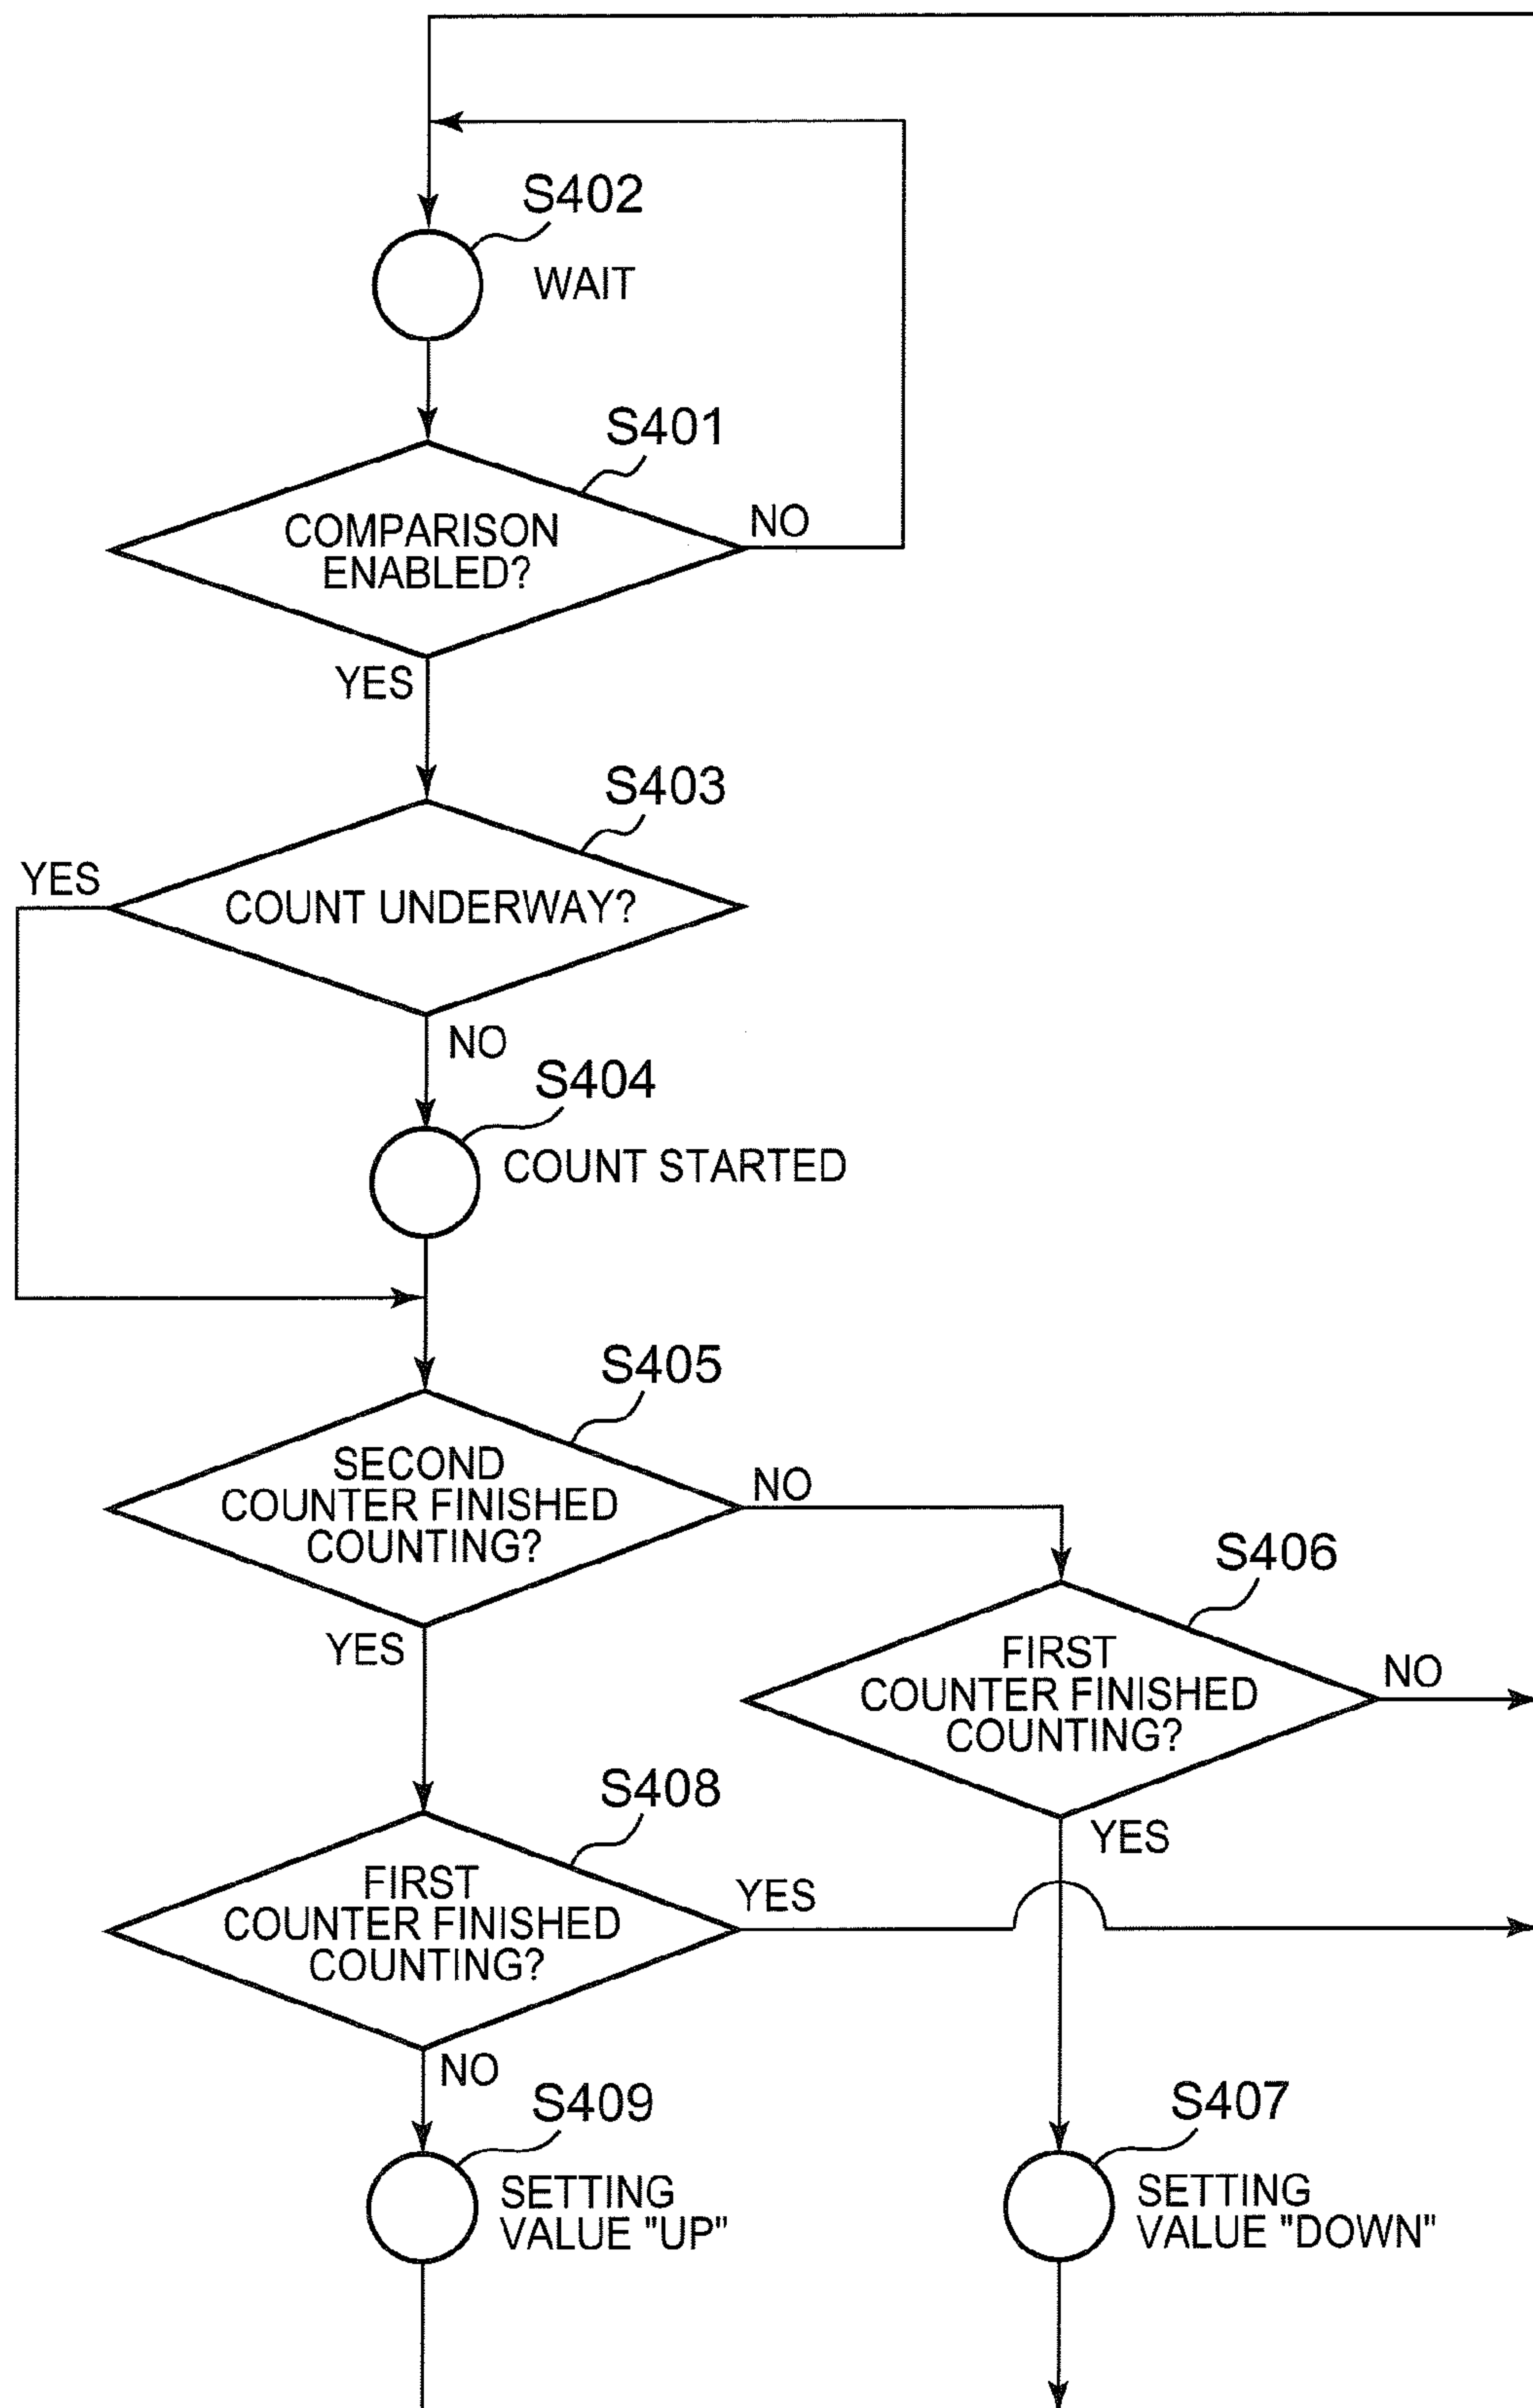 S402
WAIT
S401
COMPARISON
ENABLED?
NO
YES
S403
YES
COUNT UNDERWAY?
NO
S404
COUNT STARTED
S405
SECOND
COUNTER FINISHED
COUNTING?
NO
YES
S406
FIRST
COUNTER FINISHED
COUNTING?
NO
YES
S408
FIRST
COUNTER FINISHED
COUNTING?
YES
NO
S409
SETTING
VALUE "UP"
S407
SETTING
VALUE "DOWN"